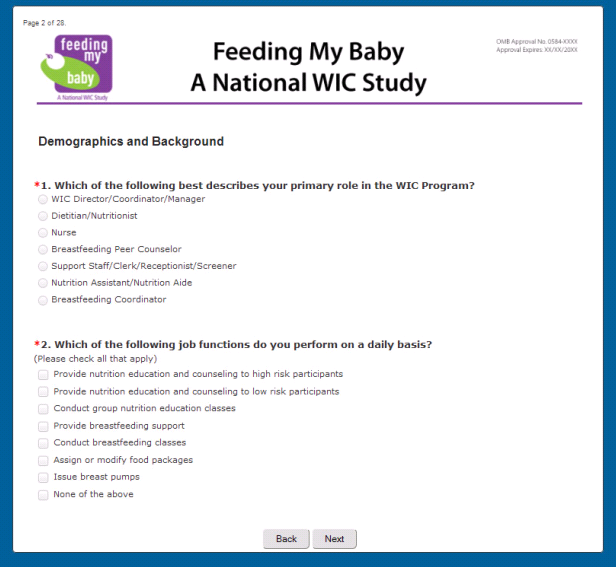 Page 2 of 28.
feeding
my
baby
A National WIC Study
Feeding My Baby
A National WIC Study
OMB Approval No. 0584-XXXX
Approval Expires: XX/XX/20XX
Demographics and Background
*1. Which of the following best describes your primary role in the WIC Program?
WIC Director/Coordinator/Manager
Dietitian/Nutritionist
Nurse
Breastfeeding Peer Counselor
Support Staff/Clerk/Receptionist/Screener
Nutrition Assistant/Nutrition Aide
Breastfeeding Coordinator
*2. Which of the following job functions do you perform on a daily basis?
(Please check all that apply)
Provide nutrition education and counseling to high risk participants
Provide nutrition education and counseling to low risk participants
Conduct group nutrition education classes
Provide breastfeeding support
Conduct breastfeeding classes
Assign or modify food packages
Issue breast pumps
None of the above
Back Next